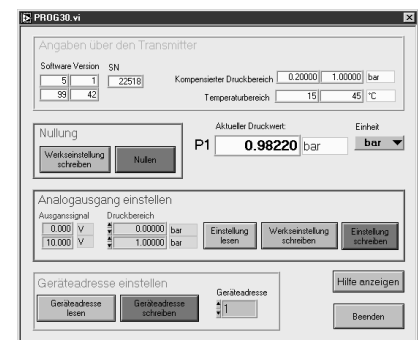 PROG30.vi
Angaben über den Transmitter
Software Version SN
5 1 22518
99 42
Kompensierter Druckbereich 0.20000 1.00000 bar
Temperaturbereich 15 45 °C
Nullung
Werkseinstellung
schreiben
Nullen
Aktueller Druckwert:
P1 0.98220 bar
Einheit
bar
Analogausgang einstellen
Ausganssignal Druckbereich
0.000 V 0.00000 bar
10.000 V 1.00000 bar
Einstellung
lesen
Werkseinstellung
schreiben
Einstellung
schreiben
Geräteadresse einstellen
Geräteadresse
lesen
Geräteadresse
schreiben
Geräteadresse
1
Hilfe anzeigen
Beenden